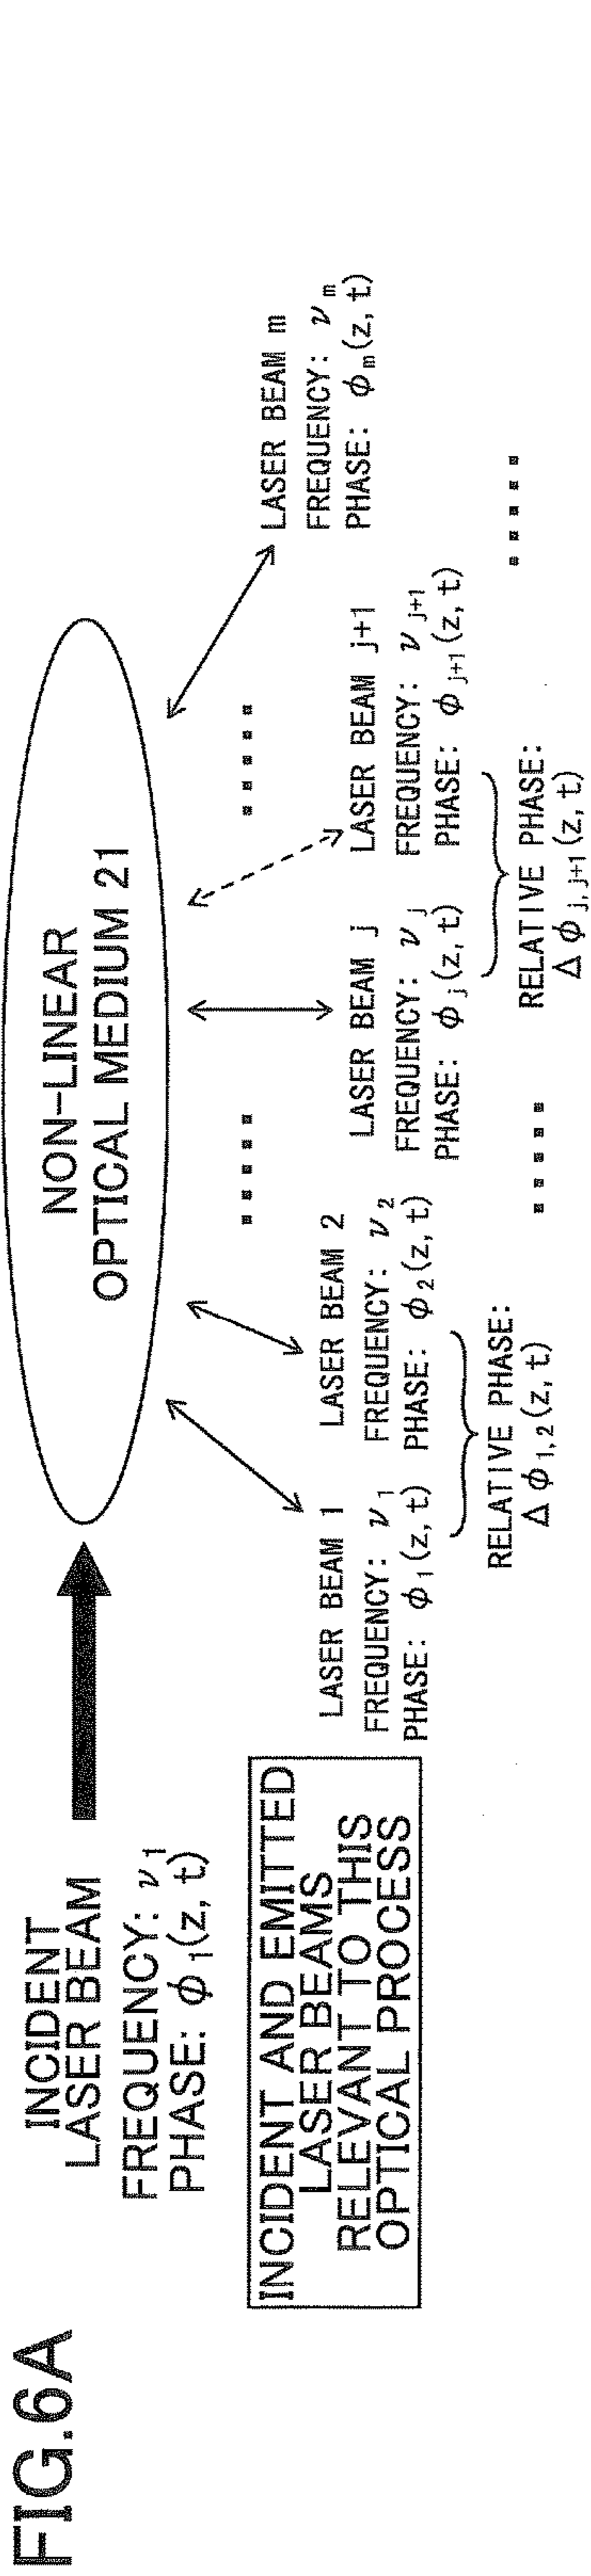 FIG.6A
INCIDENT
LASER BEAM
FREQUENCY: ν1
PHASE: φ1(z, t)
NON-LINEAR
OPTICAL MEDIUM 21
INCIDENT AND EMITTED
LASER BEAMS
RELEVANT TO THIS
OPTICAL PROCESS
LASER BEAM 1
FREQUENCY: ν1
PHASE: φ1(z, t)
LASER BEAM 2
FREQUENCY: ν2
PHASE: φ2(z, t)
RELATIVE PHASE:
Δφ1,2(z, t)
LASER BEAM j
FREQUENCY: νj
PHASE: φj(z, t)
LASER BEAM j+1
FREQUENCY: νj+1
PHASE: φj+1(z, t)
RELATIVE PHASE:
Δφj, j+1(z, t)
LASER BEAM m
FREQUENCY: νm
PHASE: φm(z, t)